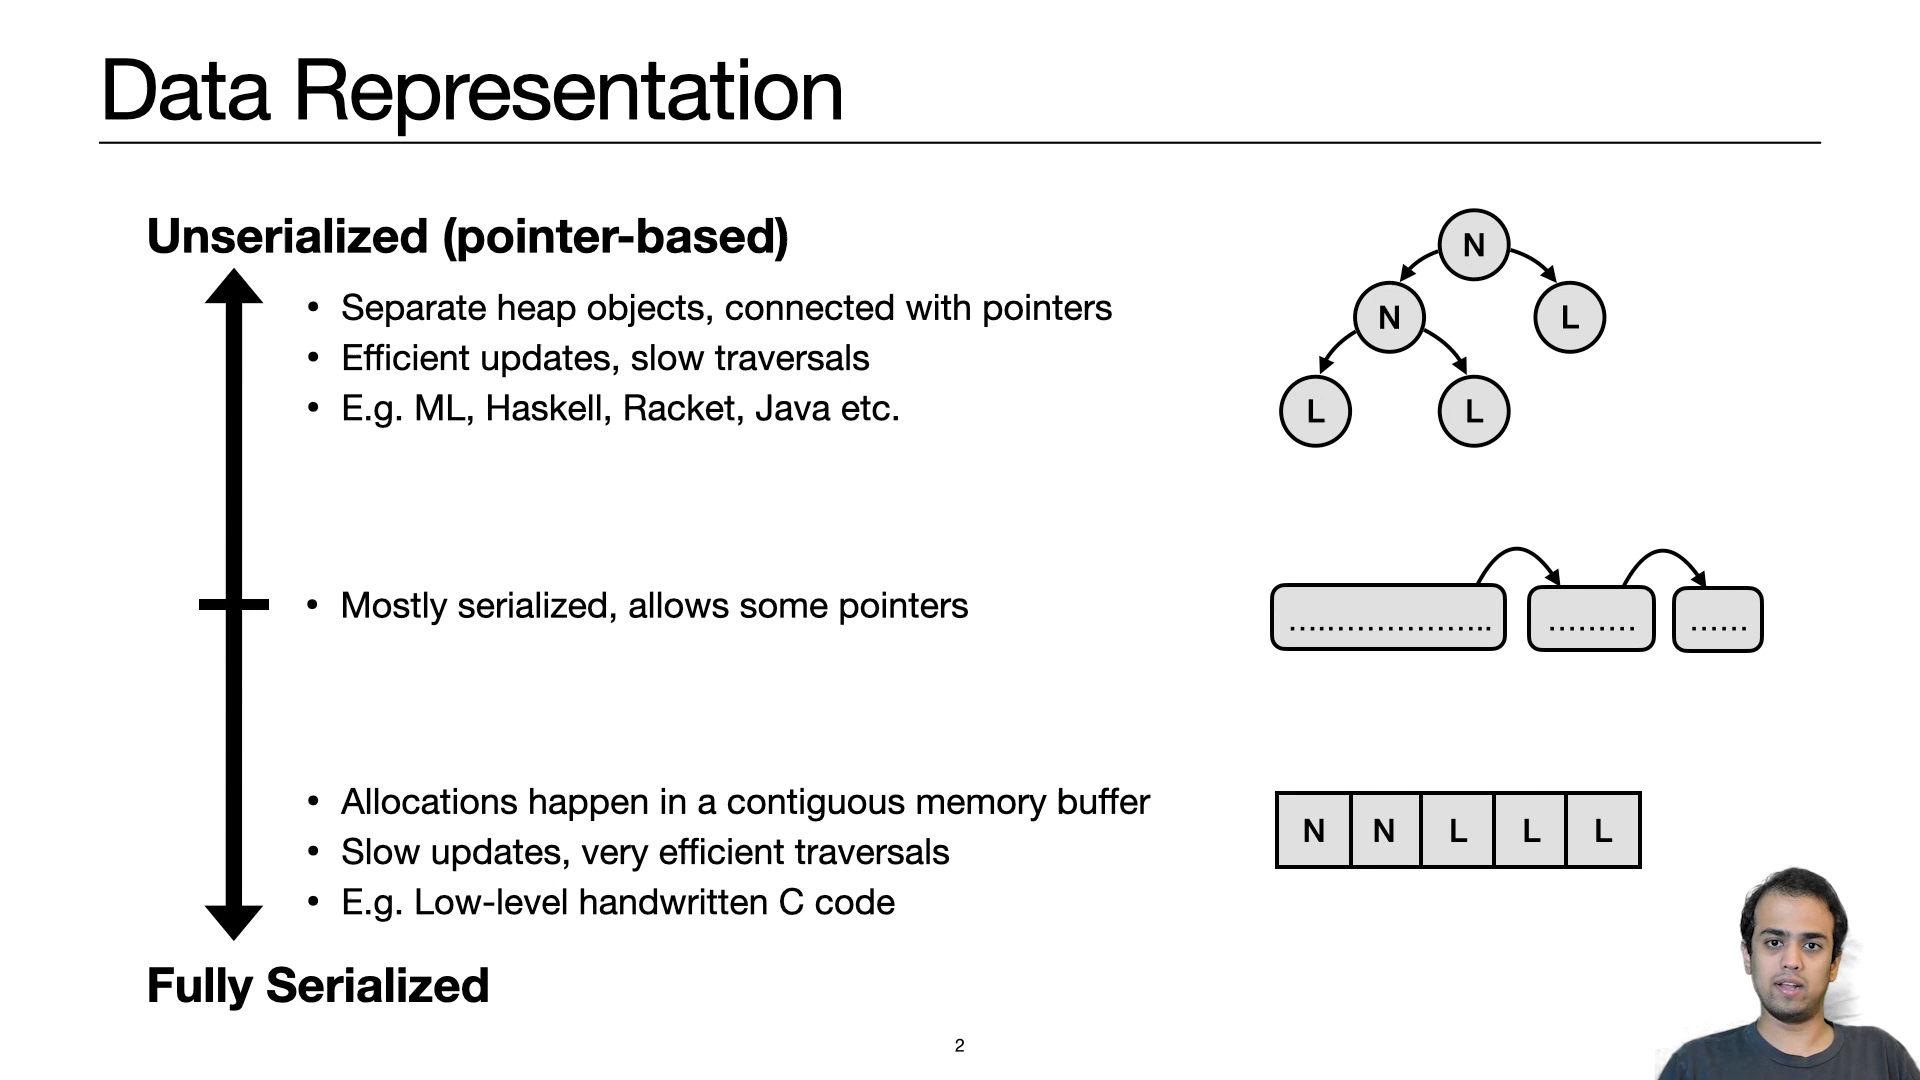 Data Representation
Unserialized (pointer-based)
• Separate heap objects, connected with pointers
• Efficient updates, slow traversals
• E.g. ML, Haskell, Racket, Java etc.
N
N
L
L
L
• Mostly serialized, allows some pointers
..................... ......... ......
• Allocations happen in a contiguous memory buffer
• Slow updates, very efficient traversals
• E.g. Low-level handwritten C code
N N L L L
Fully Serialized
2